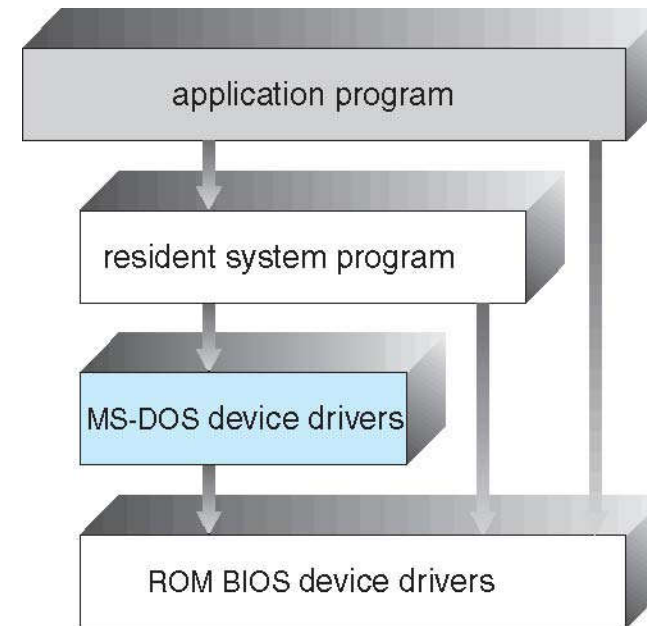 application program
resident system program
MS-DOS device drivers
ROM BIOS device drivers